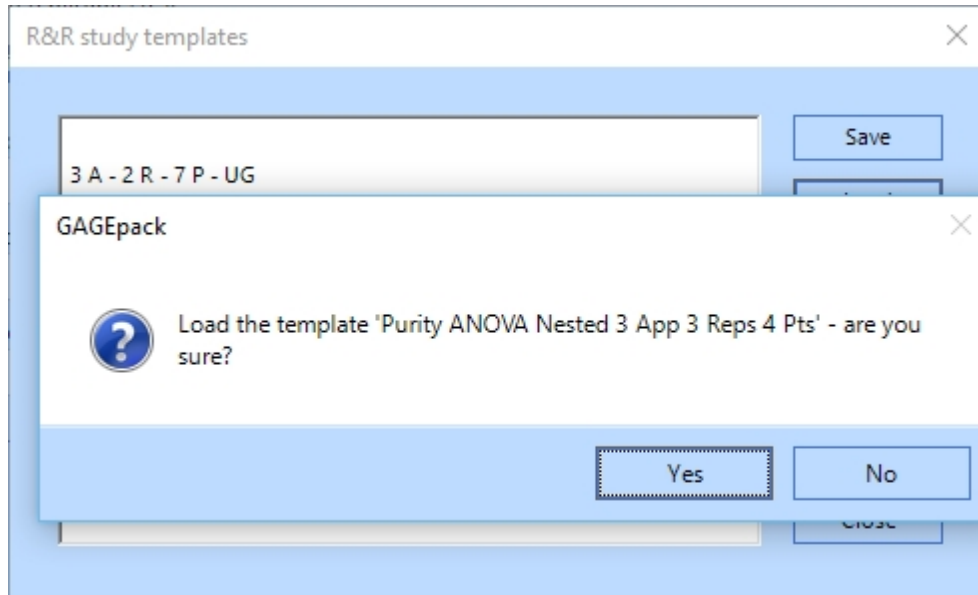 R&R study templates
Save
3 A - 2 R - 7 P - UG
GAGEpack
Load the template 'Purity ANOVA Nested 3 App 3 Reps 4 Pts' - are you
sure?
Yes
No
Close